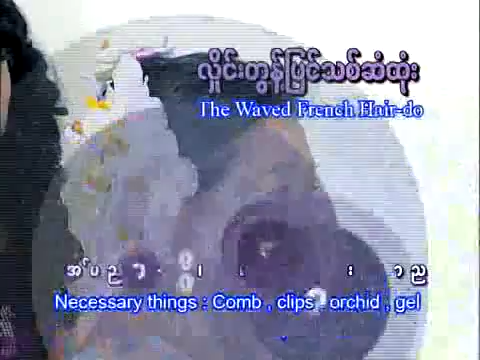 လှိုင်းတွန့်ပြင်သစ်ဆံထုံး
The Waved French Hair-do
Necessary things : Comb , clips , orchid , gel